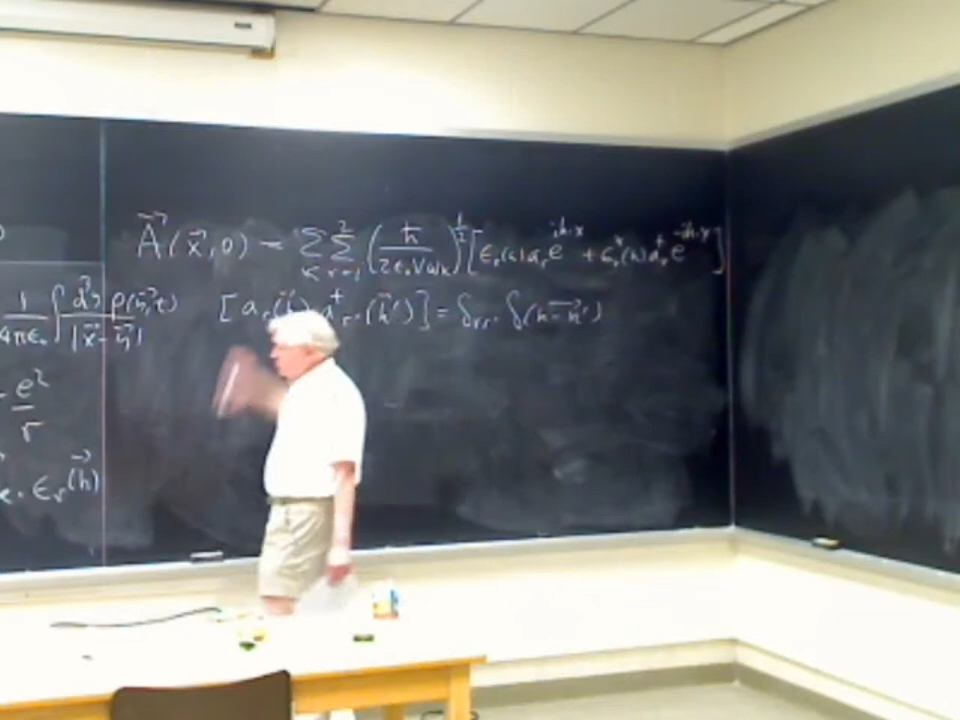 )
1/4πε₀ ∫ d³y ρ(y⃗,t) / |x⃗-y⃗|
- e²/r
κ · ε_r(k⃗)
A⃗(x⃗,0) = Σ_k Σ_{r=1}^{2} (ħ / 2ε₀Vω_k)^{1/2} [ε_r(k) a_r e^{ik·x} + ε_r^*(k) a_r^† e^{-ik·x}]
[a_r(k⃗), a_{r'}^†(k⃗')] = δ_{rr'} δ(k⃗-k⃗')